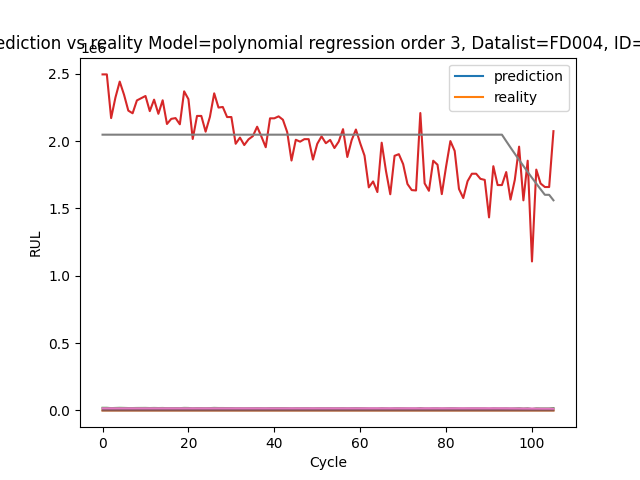 ediction vs reality Model=polynomial regression order 3, Datalist=FD004, ID=
1e6
prediction
reality
2.5
2.0
1.5
1.0
0.5
0.0
RUL
0 20 40 60 80 100
Cycle